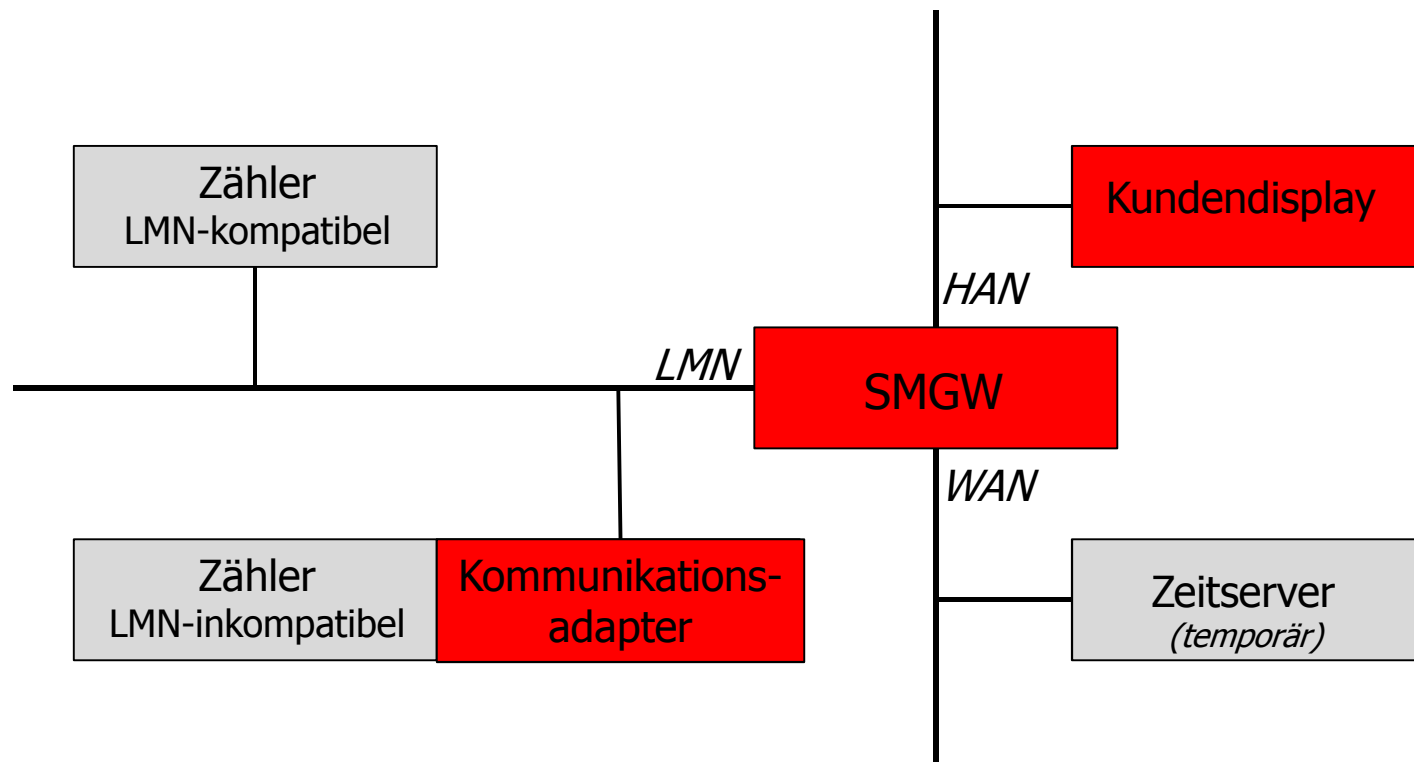 Zähler
LMN-kompatibel
Kundendisplay
HAN
LMN
SMGW
WAN
Zähler
LMN-inkompatibel
Kommunikations-
adapter
Zeitserver
(temporär)